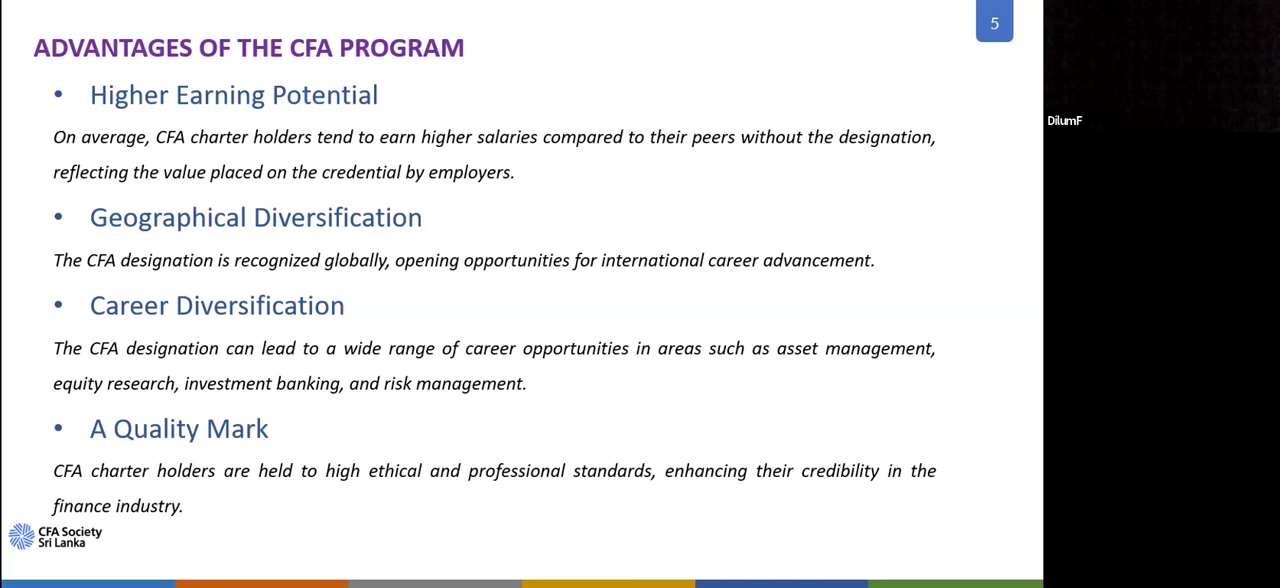 5
ADVANTAGES OF THE CFA PROGRAM
• Higher Earning Potential
On average, CFA charter holders tend to earn higher salaries compared to their peers without the designation,
reflecting the value placed on the credential by employers.
• Geographical Diversification
The CFA designation is recognized globally, opening opportunities for international career advancement.
• Career Diversification
The CFA designation can lead to a wide range of career opportunities in areas such as asset management,
equity research, investment banking, and risk management.
• A Quality Mark
CFA charter holders are held to high ethical and professional standards, enhancing their credibility in the
finance industry.
CFA Society
Sri Lanka
DilumF